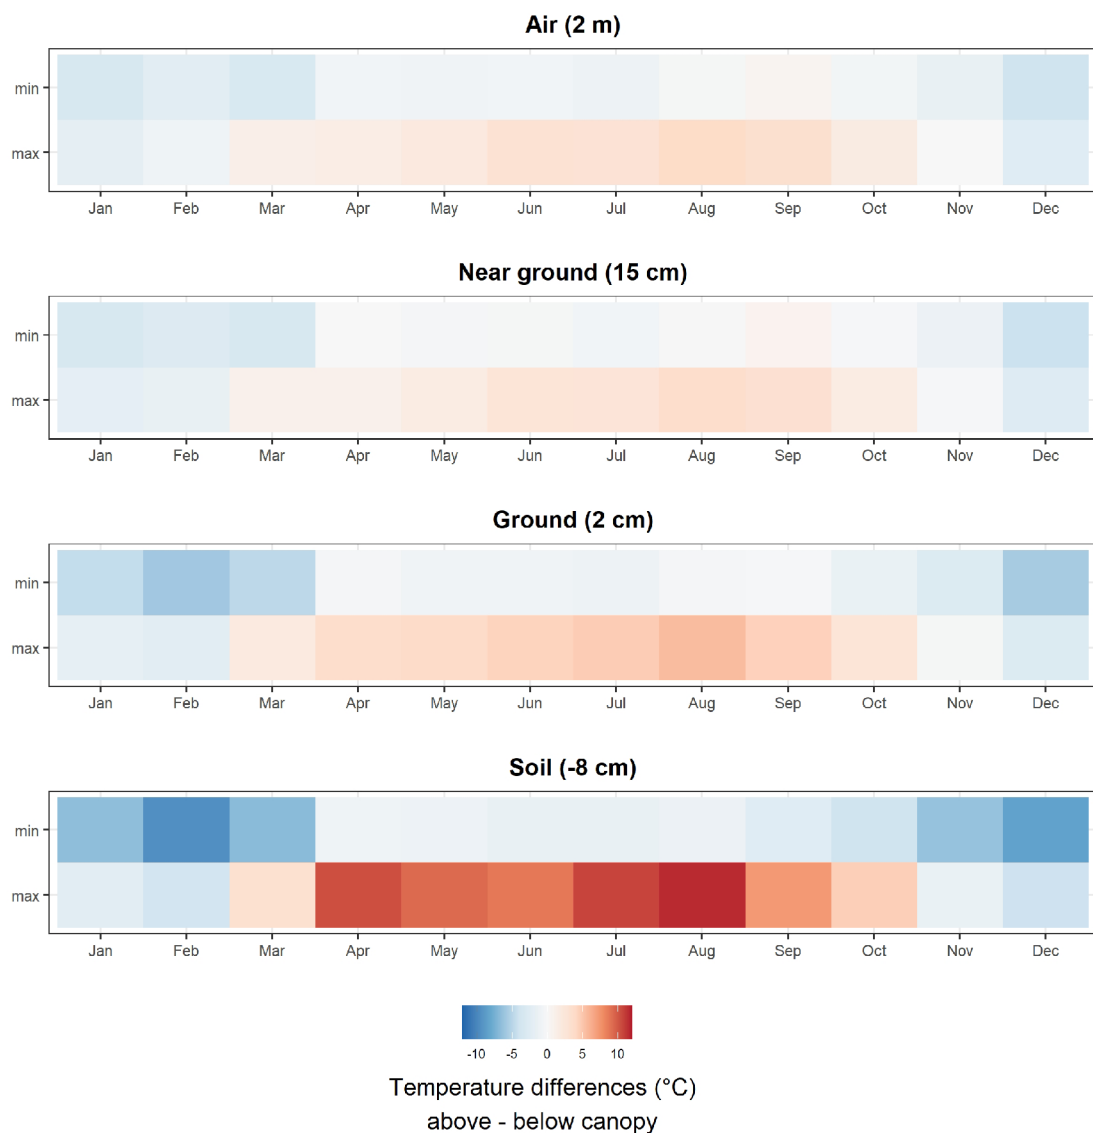 Air (2 m)
min
max
Jan Feb Mar Apr May Jun Jul Aug Sep Oct Nov Dec
Near ground (15 cm)
min
max
Jan Feb Mar Apr May Jun Jul Aug Sep Oct Nov Dec
Ground (2 cm)
min
max
Jan Feb Mar Apr May Jun Jul Aug Sep Oct Nov Dec
Soil (-8 cm)
min
max
Jan Feb Mar Apr May Jun Jul Aug Sep Oct Nov Dec
-10 -5 0 5 10
Temperature differences (°C)
above - below canopy